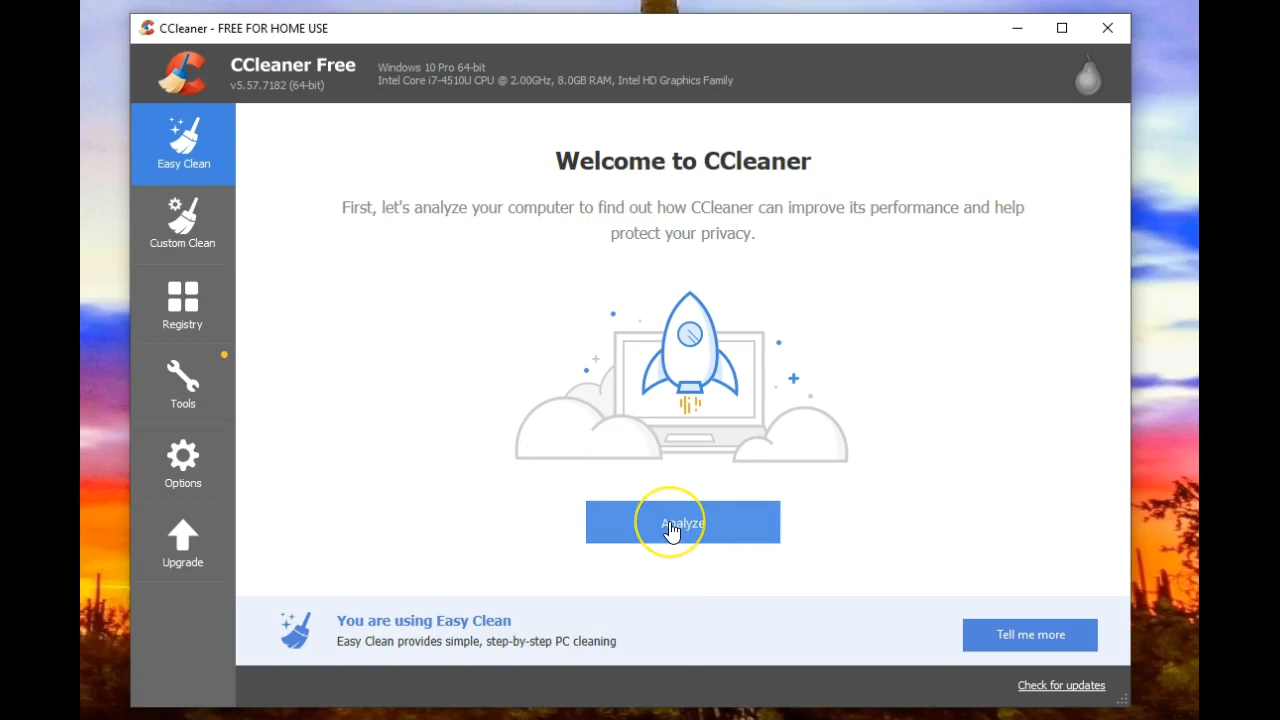 CCleaner - FREE FOR HOME USE
CCleaner Free
v5.57.7182 (64-bit)
Windows 10 Pro 64-bit
Intel Core i7-4510U CPU @ 2.00GHz, 8.0GB RAM, Intel HD Graphics Family
Easy Clean
Custom Clean
Registry
Tools
Options
Upgrade
Welcome to CCleaner
First, let's analyze your computer to find out how CCleaner can improve its performance and help
protect your privacy.
Analyze
You are using Easy Clean
Easy Clean provides simple, step-by-step PC cleaning
Tell me more
Check for updates